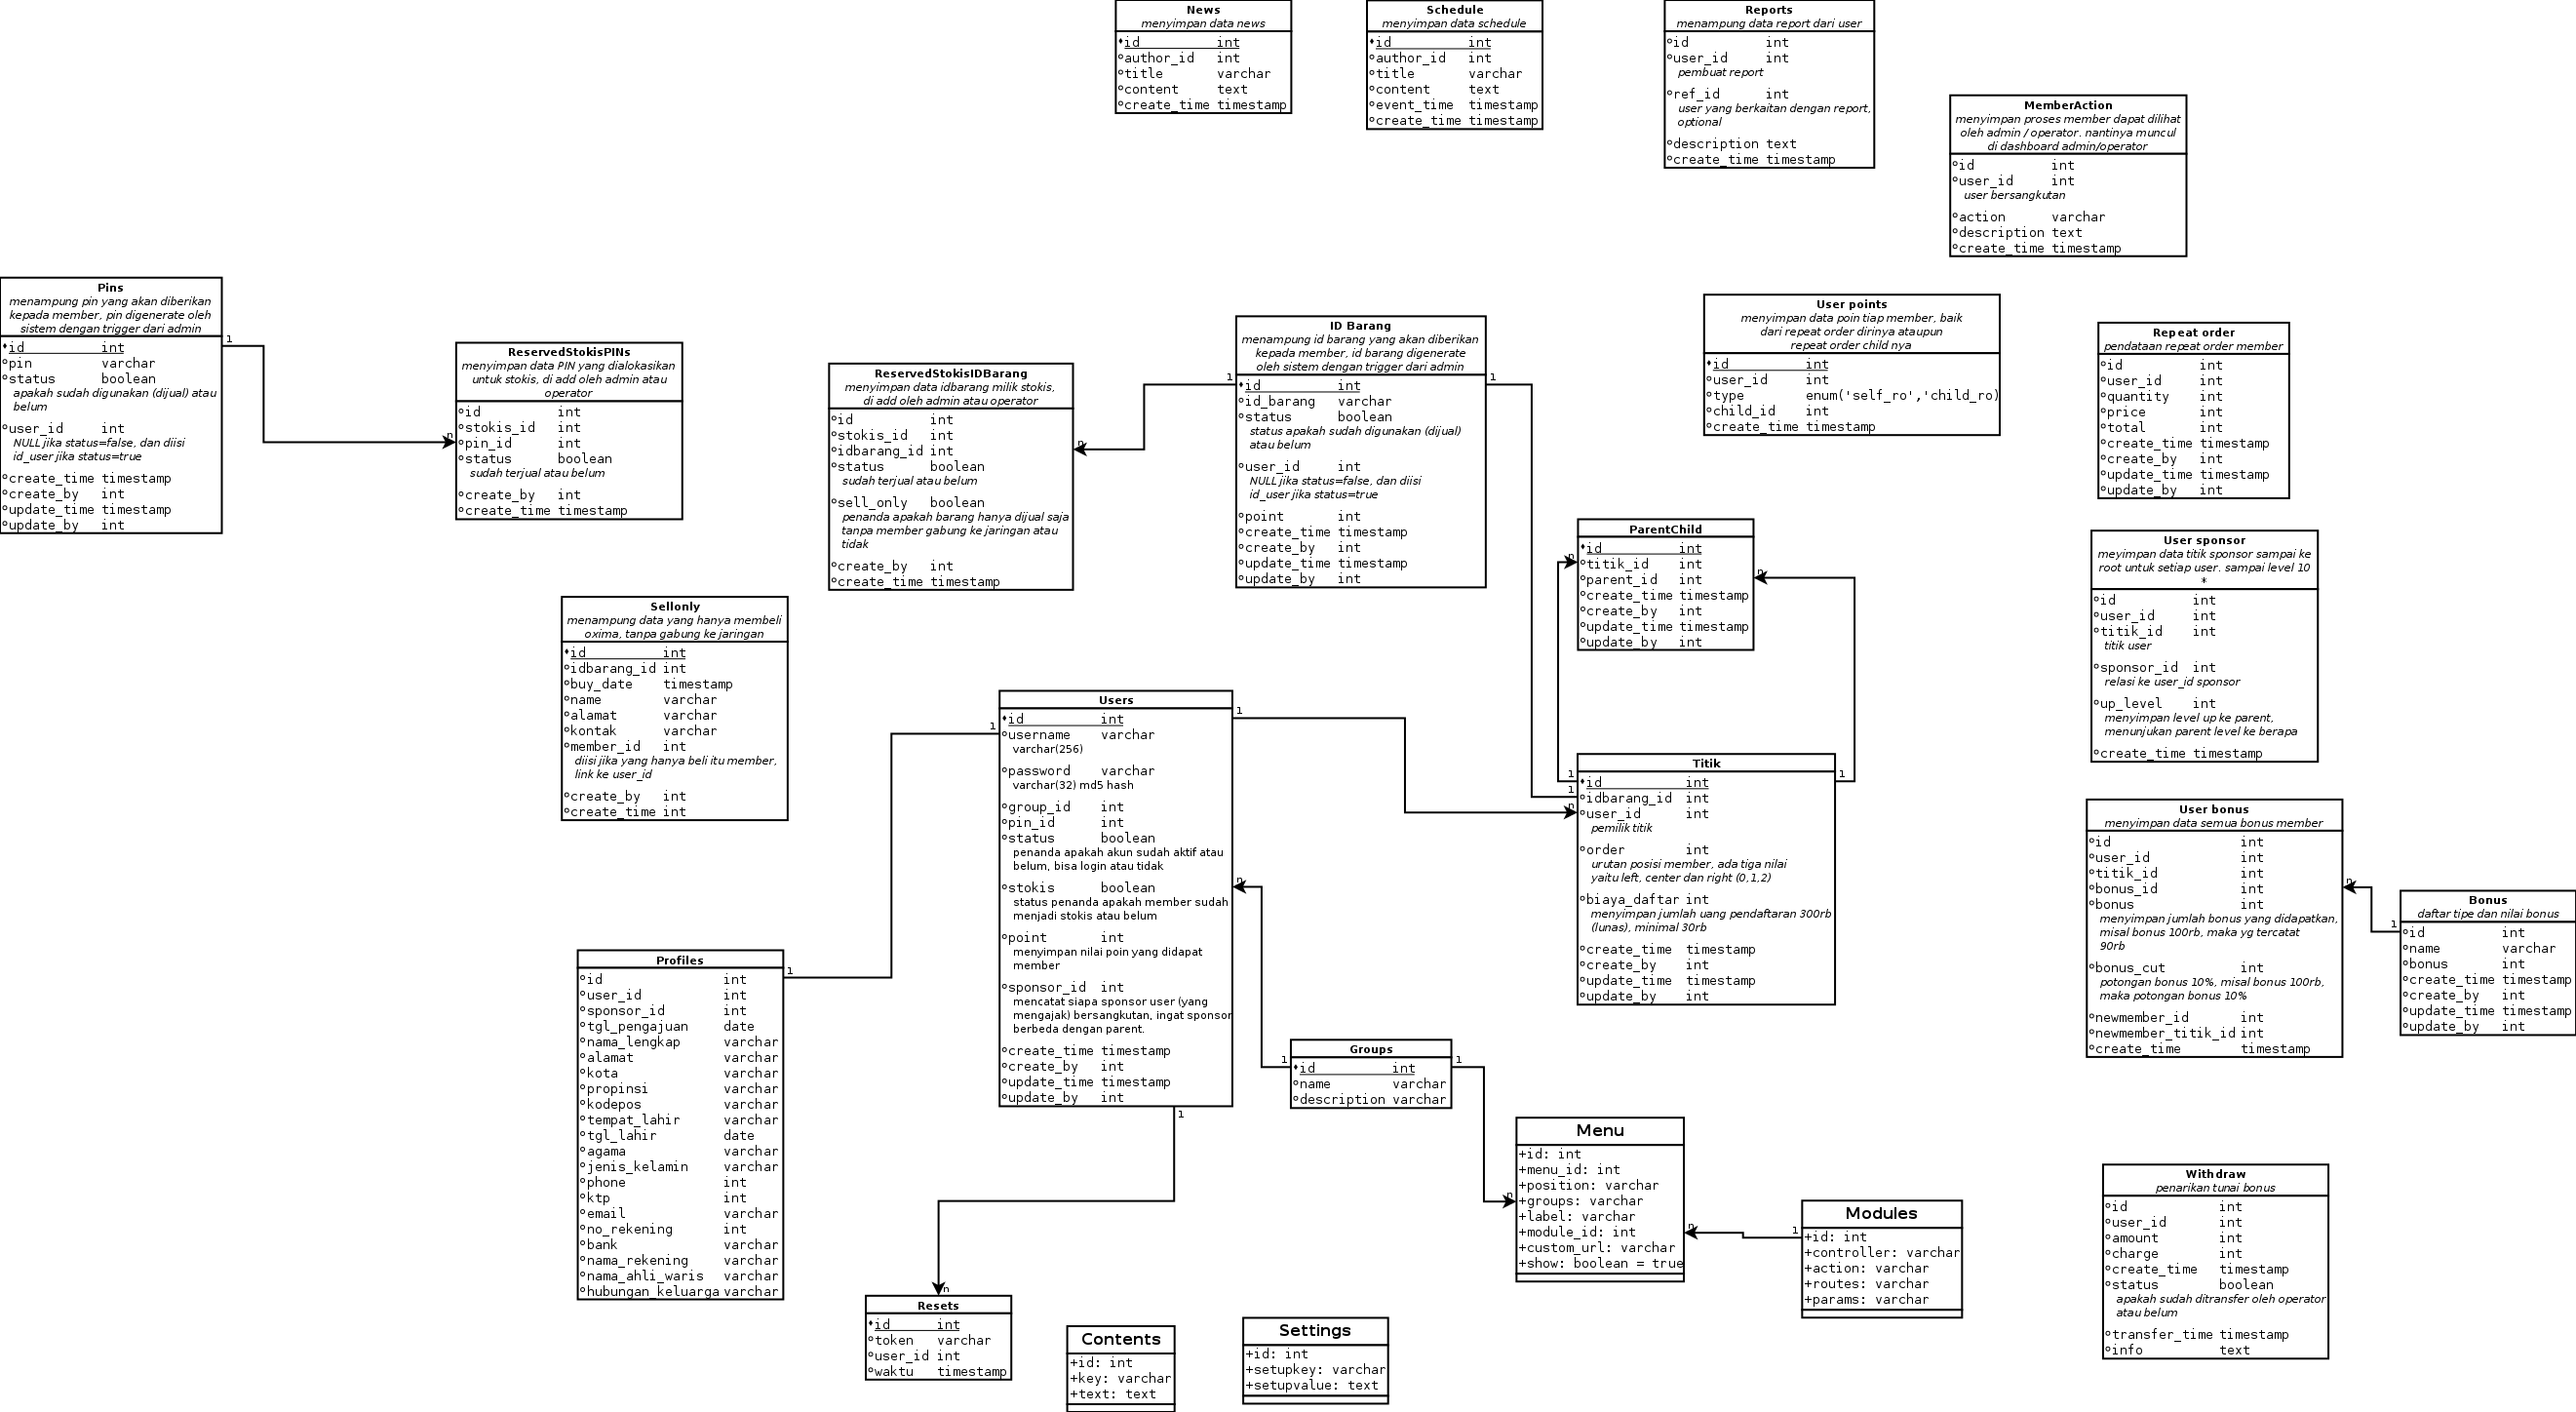 News
menyimpan data news
id int
author_id int
title varchar
content text
create_time timestamp
Schedule
menyimpan data schedule
id int
author_id int
title varchar
content text
event_time timestamp
create_time timestamp
Reports
menampung data report dari user
id int
user_id int
pembuat report
ref_id int
user yang berkaitan dengan report,
optional
description text
create_time timestamp
MemberAction
menyimpan proses member dapat dilihat
oleh admin / operator. nantinya muncul
di dashboard admin/operator
id int
user_id int
user bersangkutan
action varchar
description text
create_time timestamp
Pins
menampung pin yang akan diberikan
kepada member, pin digenerate oleh
sistem dengan trigger dari admin
id int
pin varchar
status boolean
apakah sudah digunakan (dijual) atau
belum
user_id int
NULL jika status=false, dan diisi
id_user jika status=true
create_time timestamp
create_by int
update_time timestamp
update_by int
1
n
ReservedStokisPINs
menyimpan data PIN yang dialokasikan
untuk stokis, di add oleh admin atau
operator
id int
stokis_id int
pin_id int
status boolean
sudah terjual atau belum
create_by int
create_time timestamp
ReservedStokisIDBarang
menyimpan data idbarang milik stokis,
di add oleh admin atau operator
id int
stokis_id int
idbarang_id int
status boolean
sudah terjual atau belum
sell_only boolean
penanda apakah barang hanya dijual saja
tanpa member gabung ke jaringan atau
tidak
create_by int
create_time timestamp
n
1
ID Barang
menampung id barang yang akan diberikan
kepada member, id barang digenerate
oleh sistem dengan trigger dari admin
id int
id_barang varchar
status boolean
status apakah sudah digunakan (dijual)
atau belum
user_id int
NULL jika status=false, dan diisi
id_user jika status=true
point int
create_time timestamp
create_by int
update_time timestamp
update_by int
1
User points
menyimpan data poin tiap member, baik
dari repeat order dirinya ataupun
repeat order child nya
id int
user_id int
type enum('self_ro','child_ro)
child_id int
create_time timestamp
Repeat order
pendataan repeat order member
id int
user_id int
quantity int
price int
total int
create_time timestamp
create_by int
update_time timestamp
update_by int
ParentChild
id int
titik_id int
parent_id int
create_time timestamp
create_by int
update_time timestamp
update_by int
n
n
User sponsor
meyimpan data titik sponsor sampai ke
root untuk setiap user. sampai level 10
*
id int
user_id int
titik_id int
titik user
sponsor_id int
relasi ke user_id sponsor
up_level int
menyimpan level up ke parent,
menunjukan parent level ke berapa
create_time timestamp
Sellonly
menampung data yang hanya membeli
oxima, tanpa gabung ke jaringan
id int
idbarang_id int
buy_date timestamp
name varchar
alamat varchar
kontak varchar
member_id int
diisi jika yang hanya beli itu member,
link ke user_id
create_by int
create_time int
Users
id int
username varchar
varchar(256)
password varchar
varchar(32) md5 hash
group_id int
pin_id int
status boolean
penanda apakah akun sudah aktif atau
belum, bisa login atau tidak
stokis boolean
status penanda apakah member sudah
menjadi stokis atau belum
point int
menyimpan nilai poin yang didapat
member
sponsor_id int
mencatat siapa sponsor user (yang
mengajak) bersangkutan, ingat sponsor
berbeda dengan parent.
create_time timestamp
create_by int
update_time timestamp
update_by int
1
1
n
1
Titik
id int
idbarang_id int
user_id int
pemilik titik
order int
urutan posisi member, ada tiga nilai
yaitu left, center dan right (0,1,2)
biaya_daftar int
menyimpan jumlah uang pendaftaran 300rb
(lunas), minimal 30rb
create_time timestamp
create_by int
update_time timestamp
update_by int
1
1
n
1
User bonus
menyimpan data semua bonus member
id int
user_id int
titik_id int
bonus_id int
bonus int
menyimpan jumlah bonus yang didapatkan,
misal bonus 100rb, maka yg tercatat
90rb
bonus_cut int
potongan bonus 10%, misal bonus 100rb,
maka potongan bonus 10%
newmember_id int
newmember_titik_id int
create_time timestamp
n
1
Bonus
daftar tipe dan nilai bonus
id int
name varchar
bonus int
create_time timestamp
create_by int
update_time timestamp
update_by int
Profiles
id int
user_id int
sponsor_id int
tgl_pengajuan date
nama_lengkap varchar
alamat varchar
kota varchar
propinsi varchar
kodepos varchar
tempat_lahir varchar
tgl_lahir date
agama varchar
jenis_kelamin varchar
phone int
ktp int
email varchar
no_rekening int
bank varchar
nama_rekening varchar
nama_ahli_waris varchar
hubungan_keluarga varchar
1
Groups
id int
name varchar
description varchar
1
1
Menu
+id: int
+menu_id: int
+position: varchar
+groups: varchar
+label: varchar
+module_id: int
+custom_url: varchar
+show: boolean = true
n
n
1
Modules
+id: int
+controller: varchar
+action: varchar
+routes: varchar
+params: varchar
Withdraw
penarikan tunai bonus
id int
user_id int
amount int
charge int
create_time timestamp
status boolean
apakah sudah ditransfer oleh operator
atau belum
transfer_time timestamp
info text
n
Resets
id int
token varchar
user_id int
waktu timestamp
Contents
+id: int
+key: varchar
+text: text
Settings
+id: int
+setupkey: varchar
+setupvalue: text